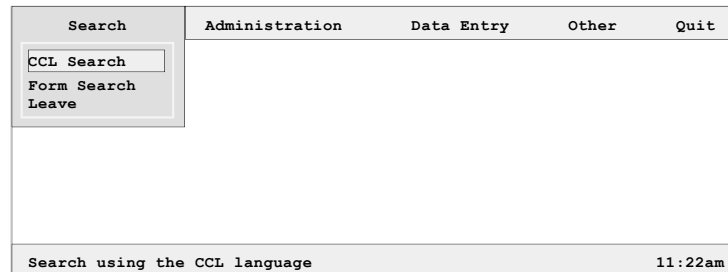 Search Administration Data Entry Other Quit
CCL Search
Form Search
Leave
Search using the CCL language 11:22am